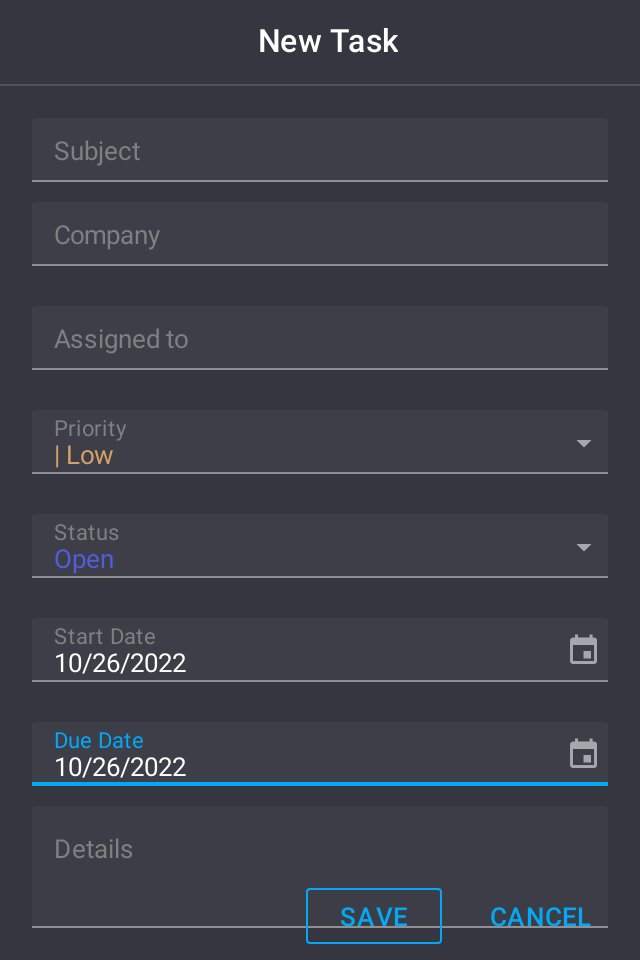 New Task
Subject
Company
Assigned to
Priority
| Low
Status
Open
Start Date
10/26/2022
Due Date
10/26/2022
Details
SAVE CANCEL